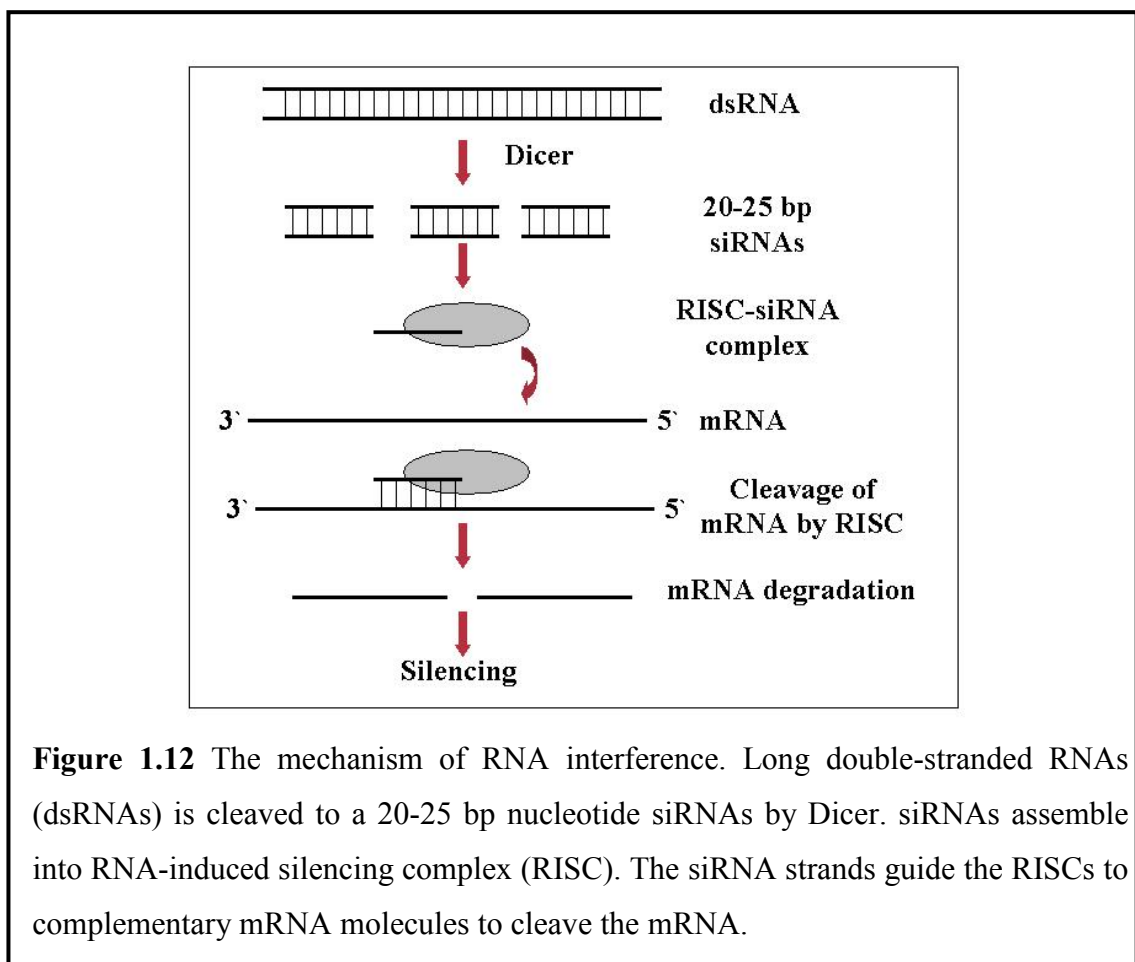 dsRNA
Dicer
20-25 bp
siRNAs
RISC-siRNA
complex
3` 5` mRNA
Cleavage of
mRNA by RISC
3` 5`
mRNA degradation
Silencing
Figure 1.12 The mechanism of RNA interference. Long double-stranded RNAs
(dsRNAs) is cleaved to a 20-25 bp nucleotide siRNAs by Dicer. siRNAs assemble
into RNA-induced silencing complex (RISC). The siRNA strands guide the RISCs to
complementary mRNA molecules to cleave the mRNA.